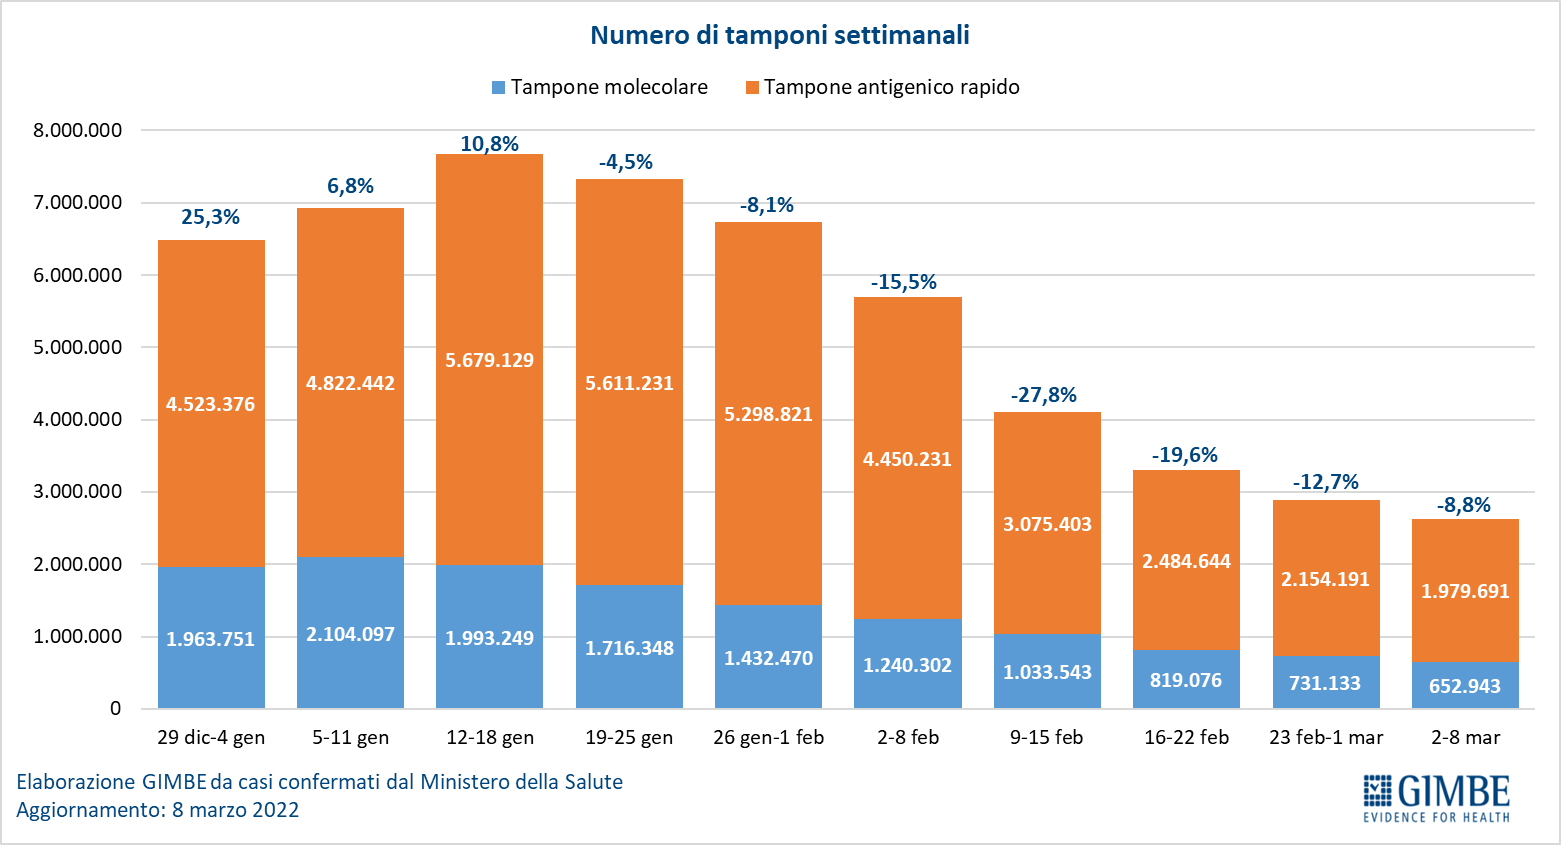 Numero di tamponi settimanali
Tampone molecolare Tampone antigenico rapido
8.000.000
7.000.000
6.000.000
5.000.000
4.000.000
3.000.000
2.000.000
1.000.000
0
25,3% 6,8% 10,8% -4,5% -8,1% -15,5% -27,8% -19,6% -12,7% -8,8%
4.523.376 4.822.442 5.679.129 5.611.231 5.298.821 4.450.231 3.075.403 2.484.644 2.154.191 1.979.691
1.963.751 2.104.097 1.993.249 1.716.348 1.432.470 1.240.302 1.033.543 819.076 731.133 652.943
29 dic-4 gen 5-11 gen 12-18 gen 19-25 gen 26 gen-1 feb 2-8 feb 9-15 feb 16-22 feb 23 feb-1 mar 2-8 mar
Elaborazione GIMBE da casi confermati dal Ministero della Salute
Aggiornamento: 8 marzo 2022
GIMBE
EVIDENCE FOR HEALTH